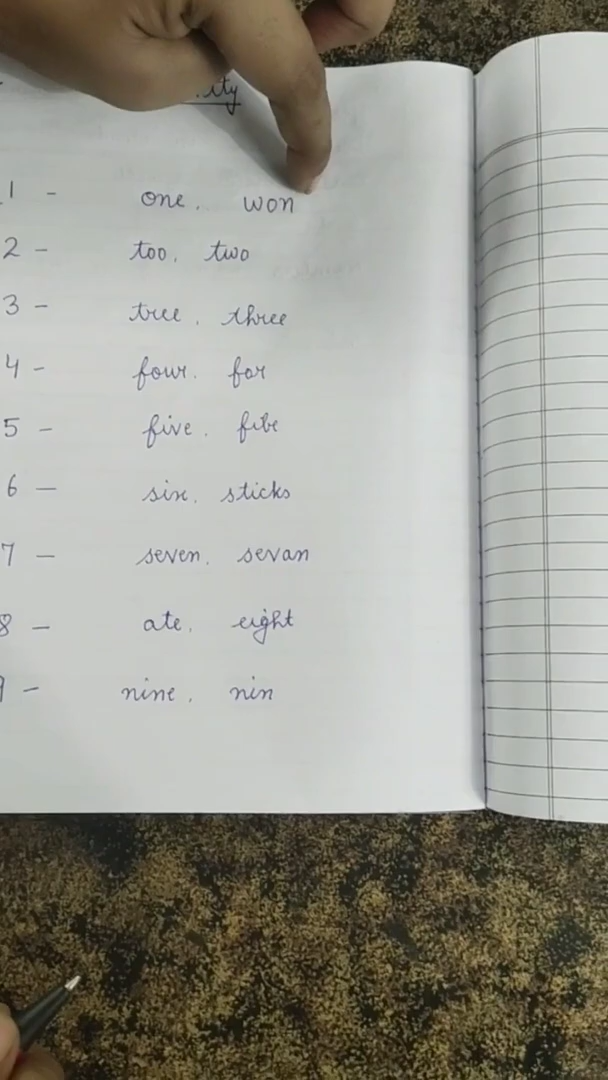 1 - one. won
2 - too. two
3 - tree. three
4 - four. for
5 - five. fibe
6 - six. sticks
7 - seven. sevan
8 - ate. eight
9 - nine. nin